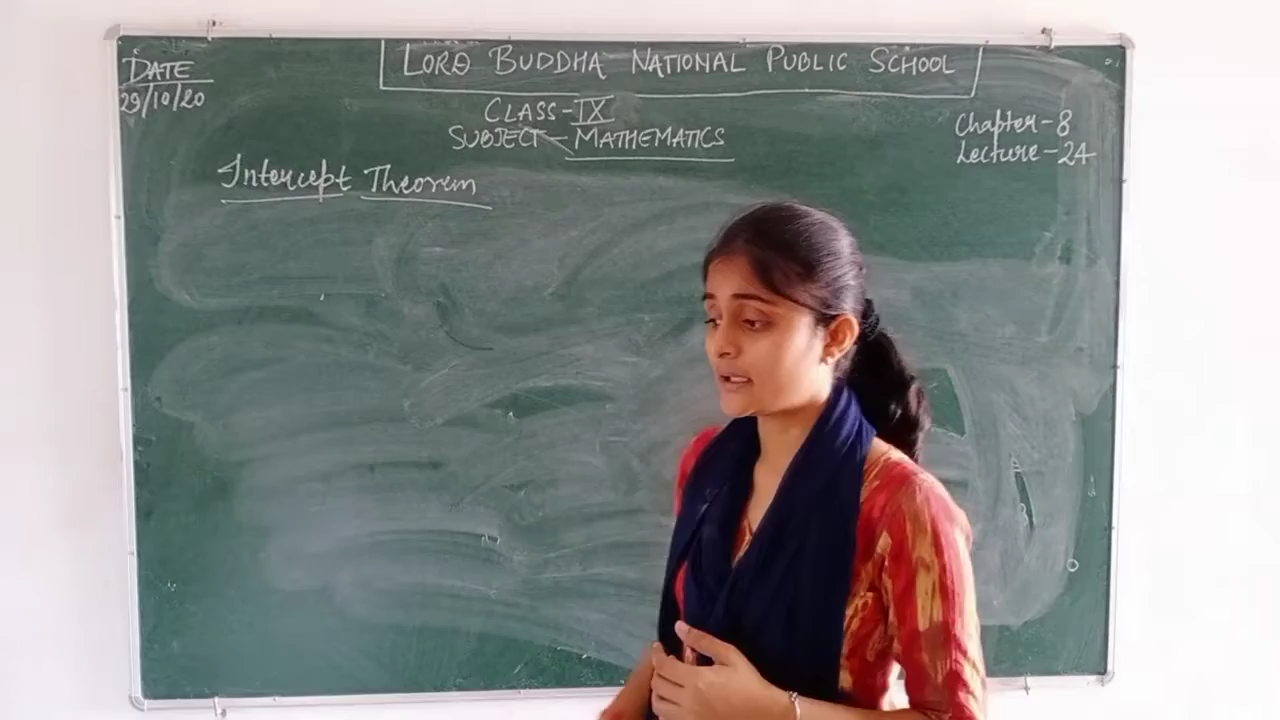 DATE
29/10/20
LORD BUDDHA NATIONAL PUBLIC SCHOOL
CLASS-IX
SUBJECT-MATHEMATICS
Chapter-8
Lecture-24
Intercept Theorem